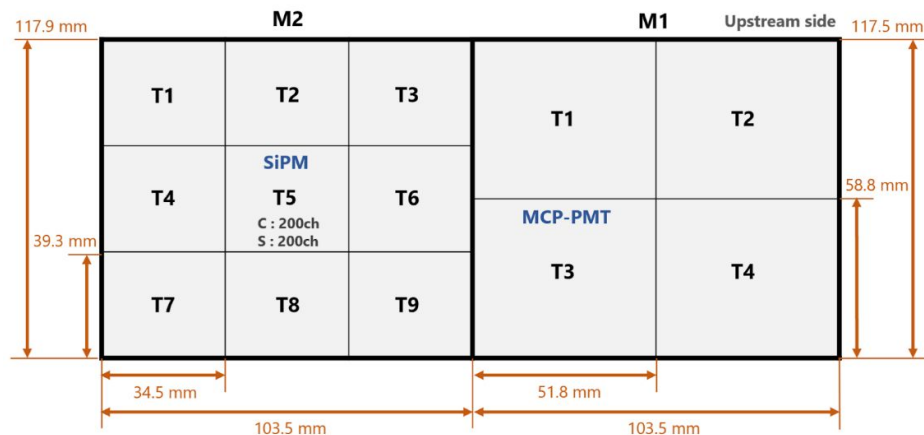 M2
M1
Upstream side
117.9 mm
117.5 mm
T1
T2
T3
T1
T2
SiPM
T4
T5
T6
C : 200ch
S : 200ch
58.8 mm
MCP-PMT
39.3 mm
T3
T4
T7
T8
T9
34.5 mm
51.8 mm
103.5 mm
103.5 mm